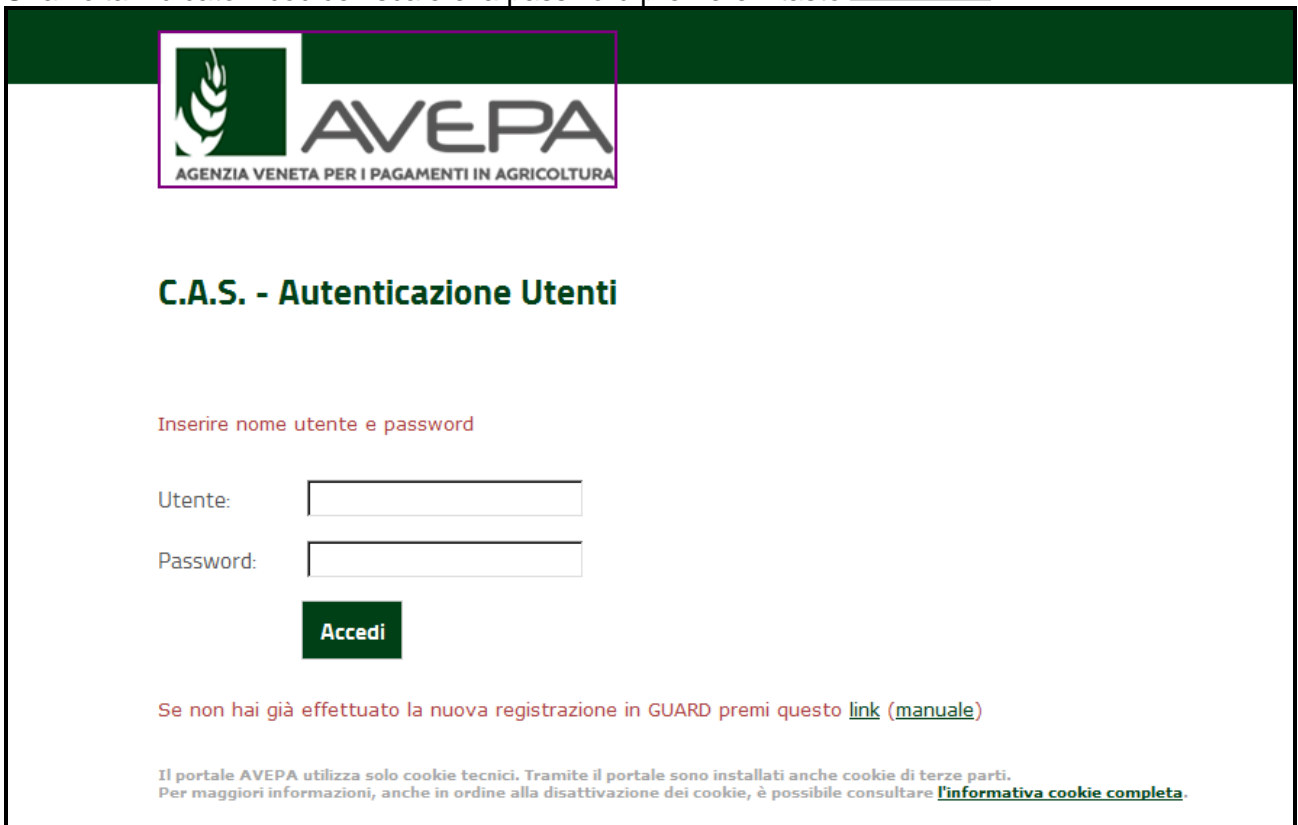 AVEPA
AGENZIA VENETA PER I PAGAMENTI IN AGRICOLTURA
C.A.S. - Autenticazione Utenti
Inserire nome utente e password
Utente:
Password:
Accedi
Se non hai già effettuato la nuova registrazione in GUARD premi questo link (manuale)
Il portale AVEPA utilizza solo cookie tecnici. Tramite il portale sono installati anche cookie di terze parti.
Per maggiori informazioni, anche in ordine alla disattivazione dei cookie, è possibile consultare l'informativa cookie completa.